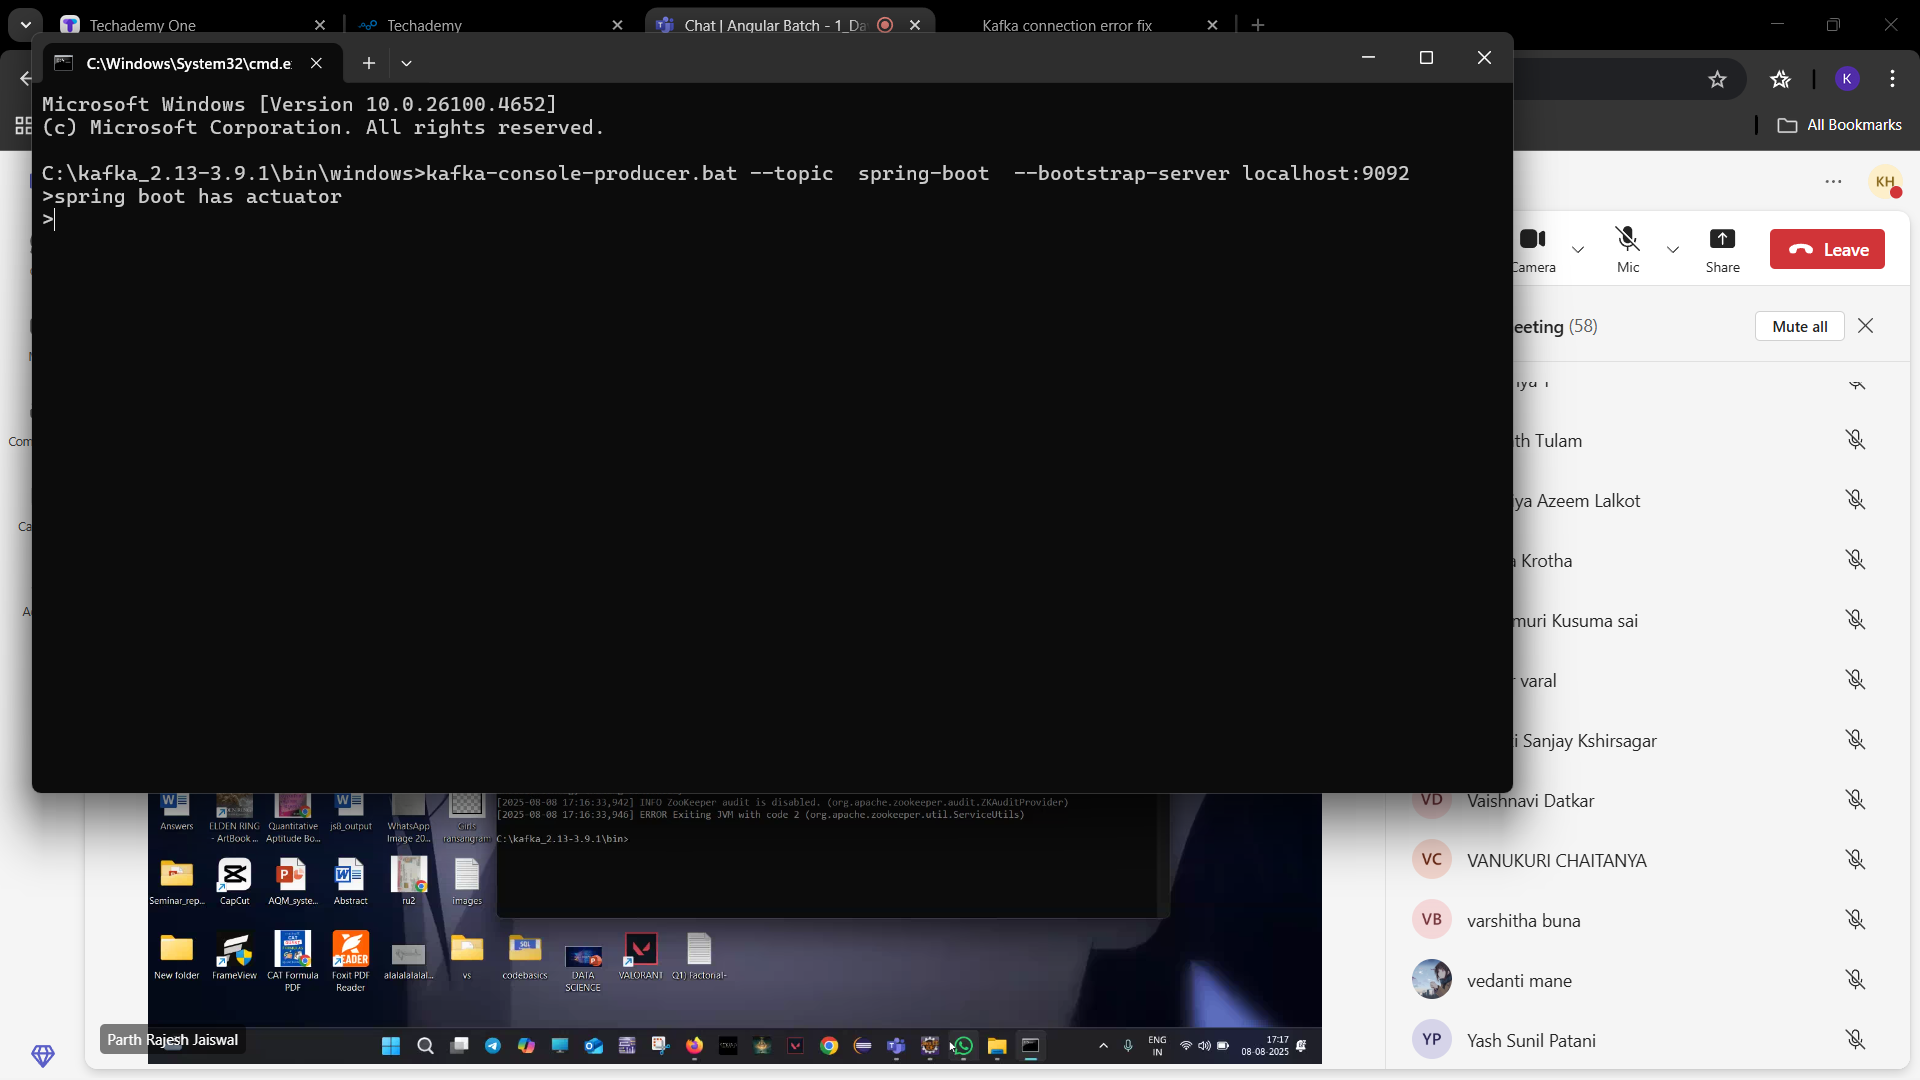 Techademy One
Techademy
Chat | Angular Batch - 1_Da
Kafka connection error fix
C:\Windows\System32\cmd.e
K
All Bookmarks
Microsoft Windows [Version 10.0.26100.4652]
(c) Microsoft Corporation. All rights reserved.
C:\kafka_2.13-3.9.1\bin\windows>kafka-console-producer.bat --topic  spring-boot  --bootstrap-server localhost:9092
>spring boot has actuator
>
KH
Camera
Mic
Share
Leave
eeting (58)
Mute all
th Tulam
iya Azeem Lalkot
a Krotha
muri Kusuma sai
r varal
i Sanjay Kshirsagar
VD Vaishnavi Datkar
VC VANUKURI CHAITANYA
VB varshitha buna
vedanti mane
YP Yash Sunil Patani
Com
Ca
A
[2025-08-08 17:16:33,942] INFO ZooKeeper audit is disabled. (org.apache.zookeeper.audit.ZKAuditProvider)
[2025-08-08 17:16:33,946] ERROR Exiting JVM with code 2 (org.apache.zookeeper.util.ServiceUtils)
C:\kafka_2.13-3.9.1\bin>
Answers
ELDEN RING - ArtBook ...
Quantitative Aptitude Bo...
js8_output
WhatsApp Image 20...
Seminar_rep...
CapCut
AQM_syste...
Abstract
ru2
images
New folder
FrameView
CAT Formula PDF
Foxit PDF Reader
alalalalalal...
vs
codebasics
DATA SCIENCE
VALORANT
Q1) Factorial-
Parth Rajesh Jaiswal
ENG
IN
17:17
08-08-2025